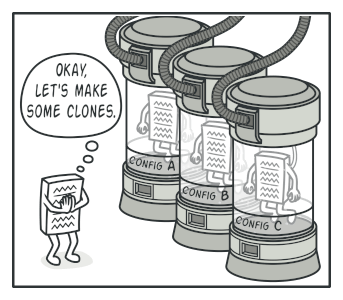 OKAY,
LET'S MAKE
SOME CLONES.
CONFIG A
CONFIG B
CONFIG C